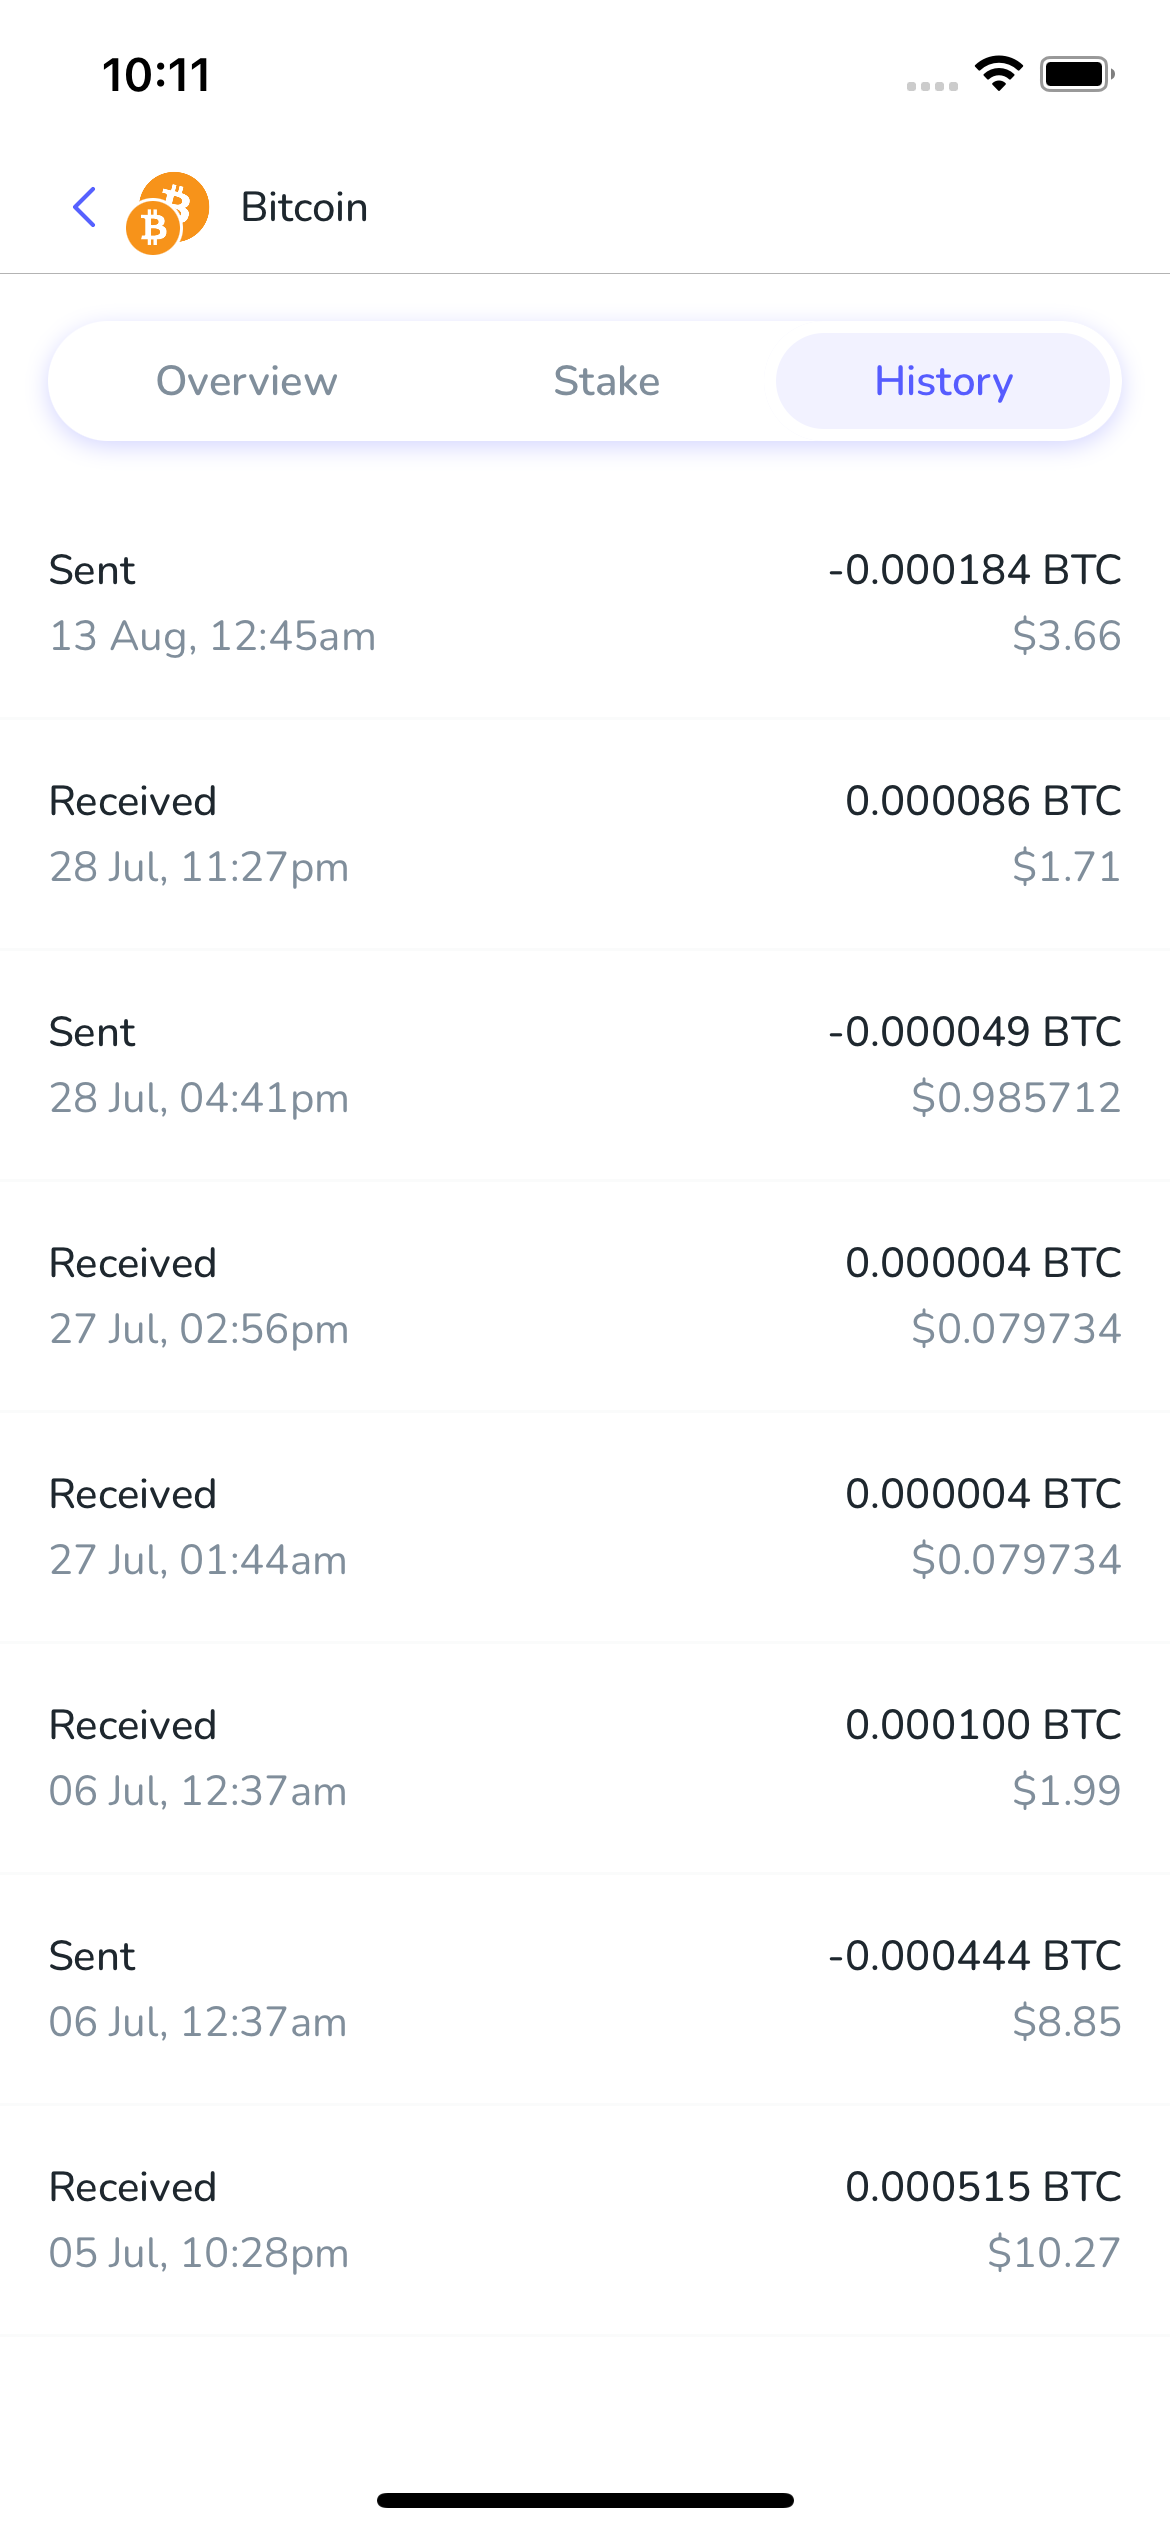 10:11
Bitcoin
Overview Stake History
Sent -0.000184 BTC
13 Aug, 12:45am $3.66
Received 0.000086 BTC
28 Jul, 11:27pm $1.71
Sent -0.000049 BTC
28 Jul, 04:41pm $0.985712
Received 0.000004 BTC
27 Jul, 02:56pm $0.079734
Received 0.000004 BTC
27 Jul, 01:44am $0.079734
Received 0.000100 BTC
06 Jul, 12:37am $1.99
Sent -0.000444 BTC
06 Jul, 12:37am $8.85
Received 0.000515 BTC
05 Jul, 10:28pm $10.27